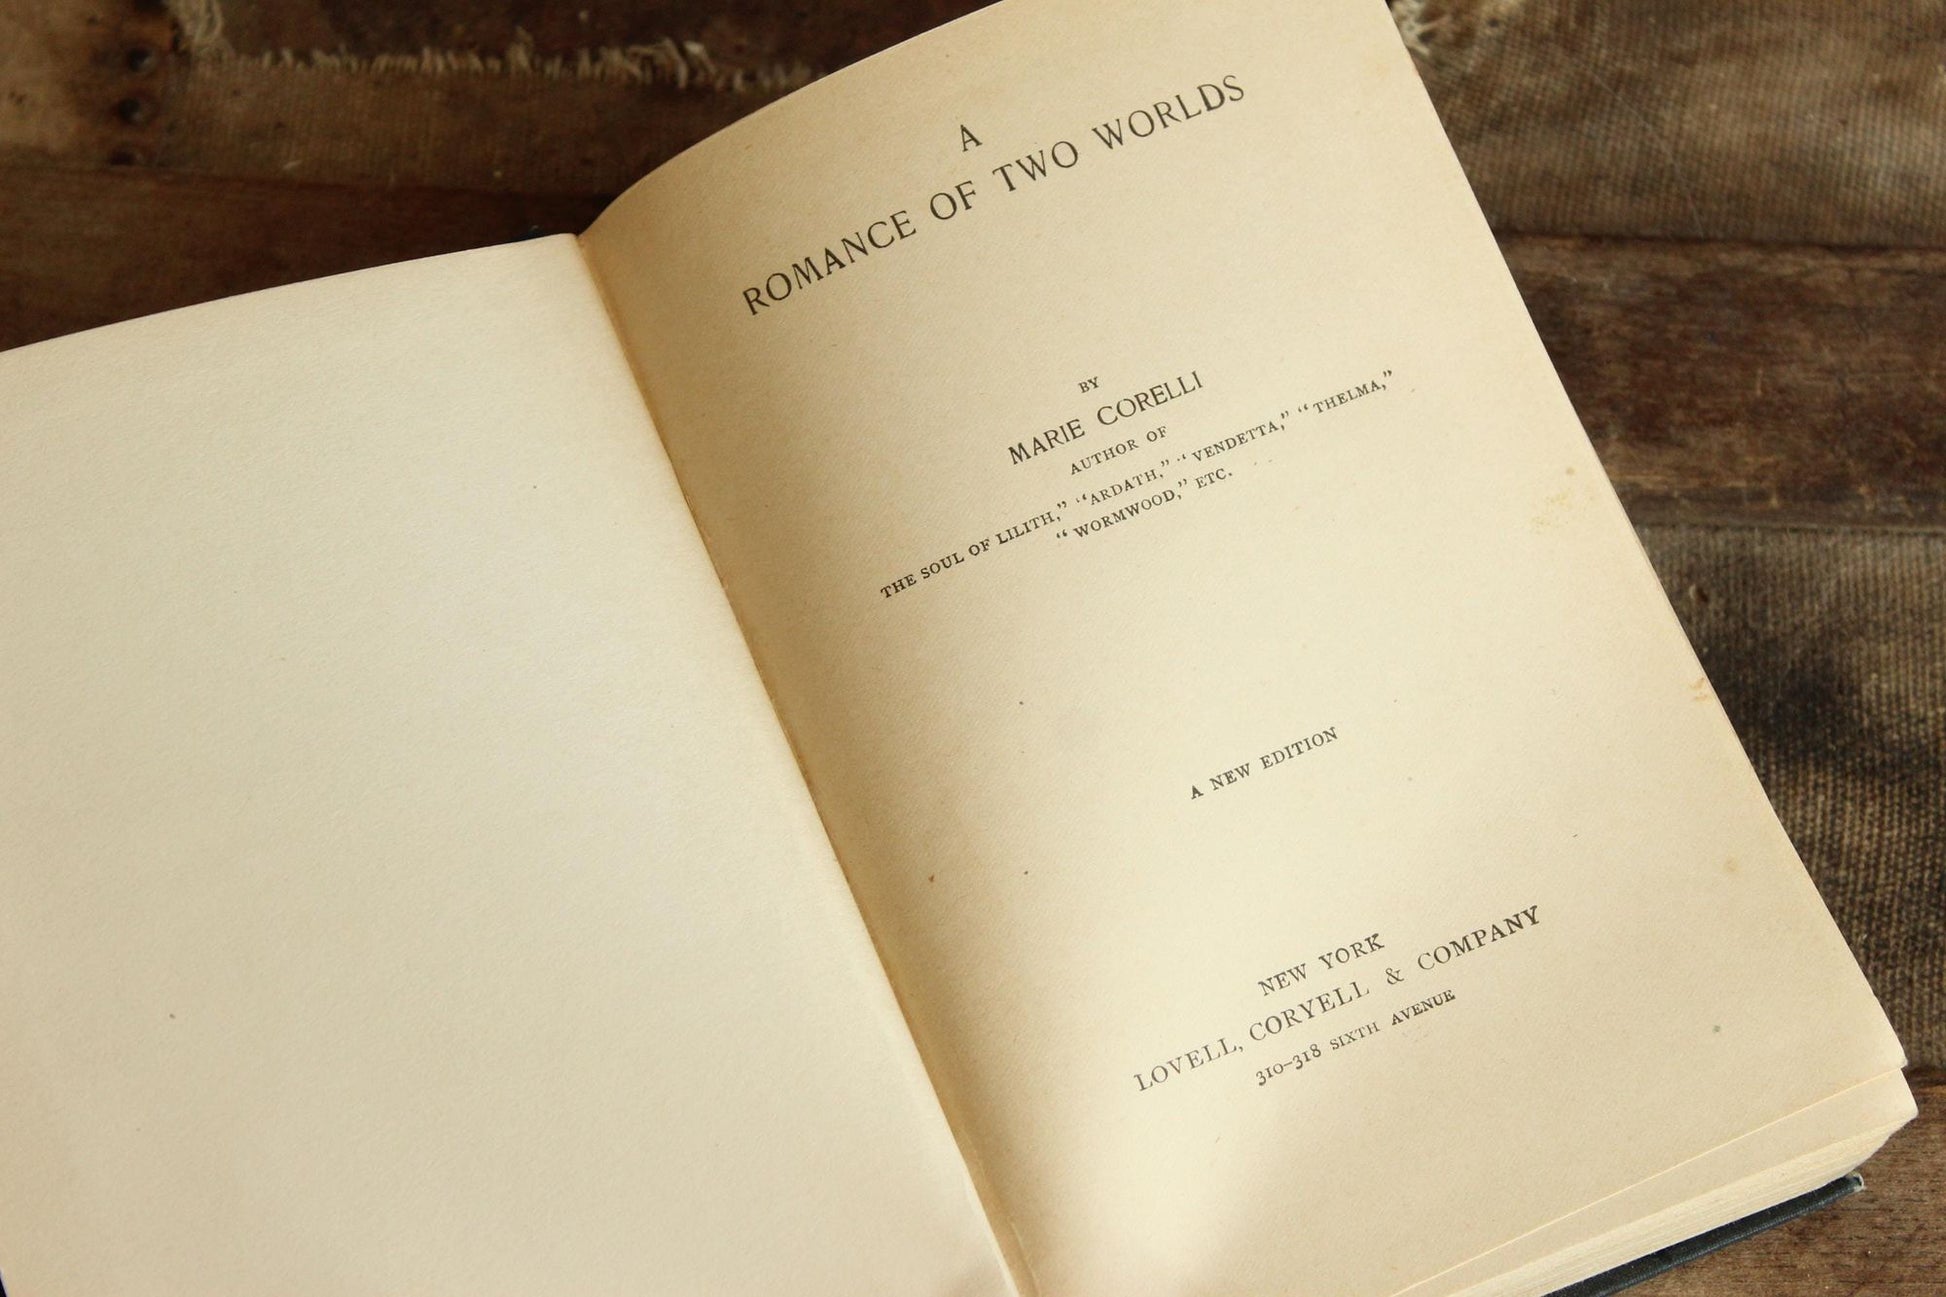 A
ROMANCE OF TWO WORLDS
BY
MARIE CORELLI
AUTHOR OF
THE SOUL OF LILITH,” “ARDATH,” “VENDETTA,” “THELMA,”
“WORMWOOD,” ETC.
A NEW EDITION
NEW YORK
LOVELL, CORYELL & COMPANY
310–318 SIXTH AVENUE